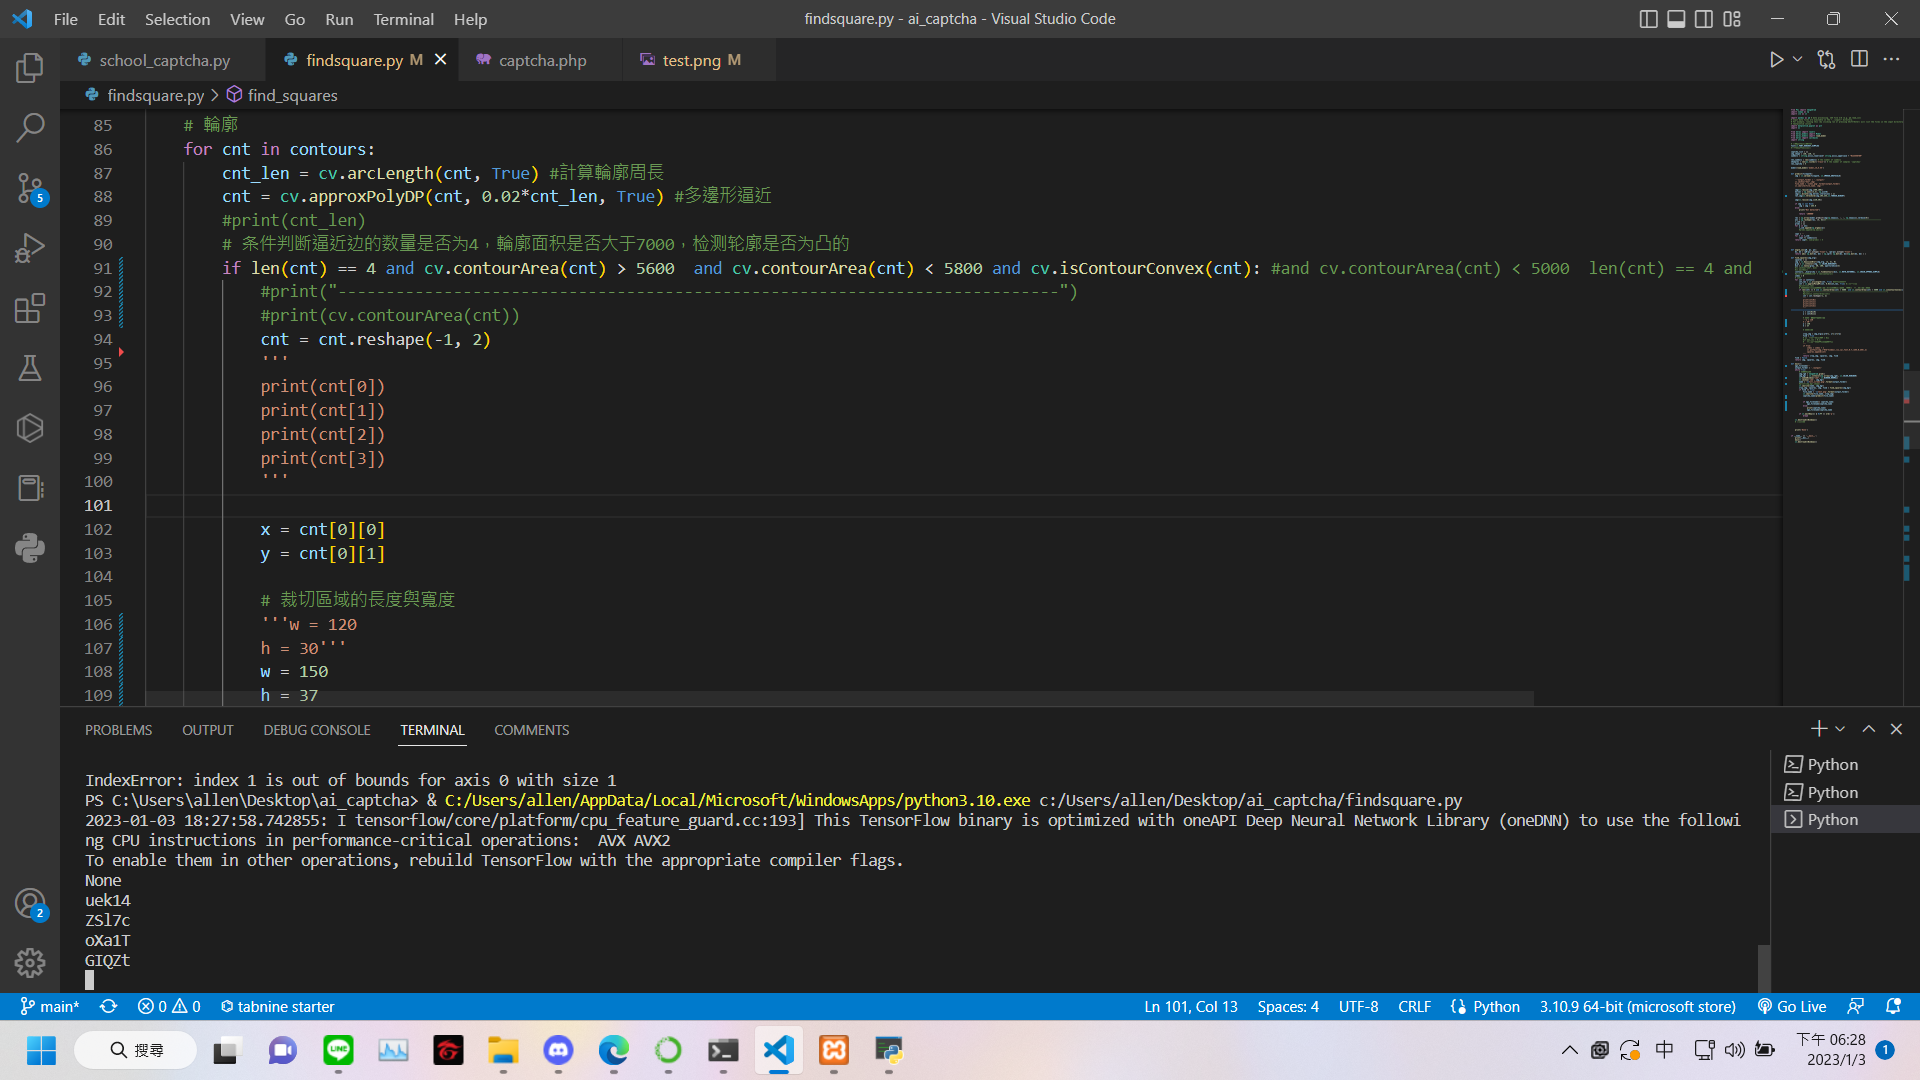 File Edit Selection View Go Run Terminal Help
findsquare.py - ai_captcha - Visual Studio Code
school_captcha.py
findsquare.py M
captcha.php
test.png M
findsquare.py > find_squares
85 # 輪廓
86 for cnt in contours:
87 cnt_len = cv.arcLength(cnt, True) #計算輪廓周長
88 cnt = cv.approxPolyDP(cnt, 0.02*cnt_len, True) #多邊形逼近
89 #print(cnt_len)
90 # 条件判断逼近边的数量是否为4，輪廓面积是否大于7000，检测轮廓是否为凸的
91 if len(cnt) == 4 and cv.contourArea(cnt) > 5600  and cv.contourArea(cnt) < 5800 and cv.isContourConvex(cnt): #and cv.contourArea(cnt) < 5000  len(cnt) == 4 and
92 #print("---------------------------------------------------------------------------")
93 #print(cv.contourArea(cnt))
94 cnt = cnt.reshape(-1, 2)
95 '''
96 print(cnt[0])
97 print(cnt[1])
98 print(cnt[2])
99 print(cnt[3])
100 '''
101
102 x = cnt[0][0]
103 y = cnt[0][1]
104
105 # 裁切區域的長度與寬度
106 '''w = 120
107 h = 30'''
108 w = 150
109 h = 37
PROBLEMS OUTPUT DEBUG CONSOLE TERMINAL COMMENTS
IndexError: index 1 is out of bounds for axis 0 with size 1
PS C:\Users\allen\Desktop\ai_captcha> & C:/Users/allen/AppData/Local/Microsoft/WindowsApps/python3.10.exe c:/Users/allen/Desktop/ai_captcha/findsquare.py
2023-01-03 18:27:58.742855: I tensorflow/core/platform/cpu_feature_guard.cc:193] This TensorFlow binary is optimized with oneAPI Deep Neural Network Library (oneDNN) to use the followi
ng CPU instructions in performance-critical operations:  AVX AVX2
To enable them in other operations, rebuild TensorFlow with the appropriate compiler flags.
None
uek14
ZSl7c
oXa1T
GIQZt
Python
Python
Python
5
2
main* 0 0 tabnine starter
Ln 101, Col 13 Spaces: 4 UTF-8 CRLF Python 3.10.9 64-bit (microsoft store) Go Live
搜尋
LINE
中
下午 06:28
2023/1/3
1